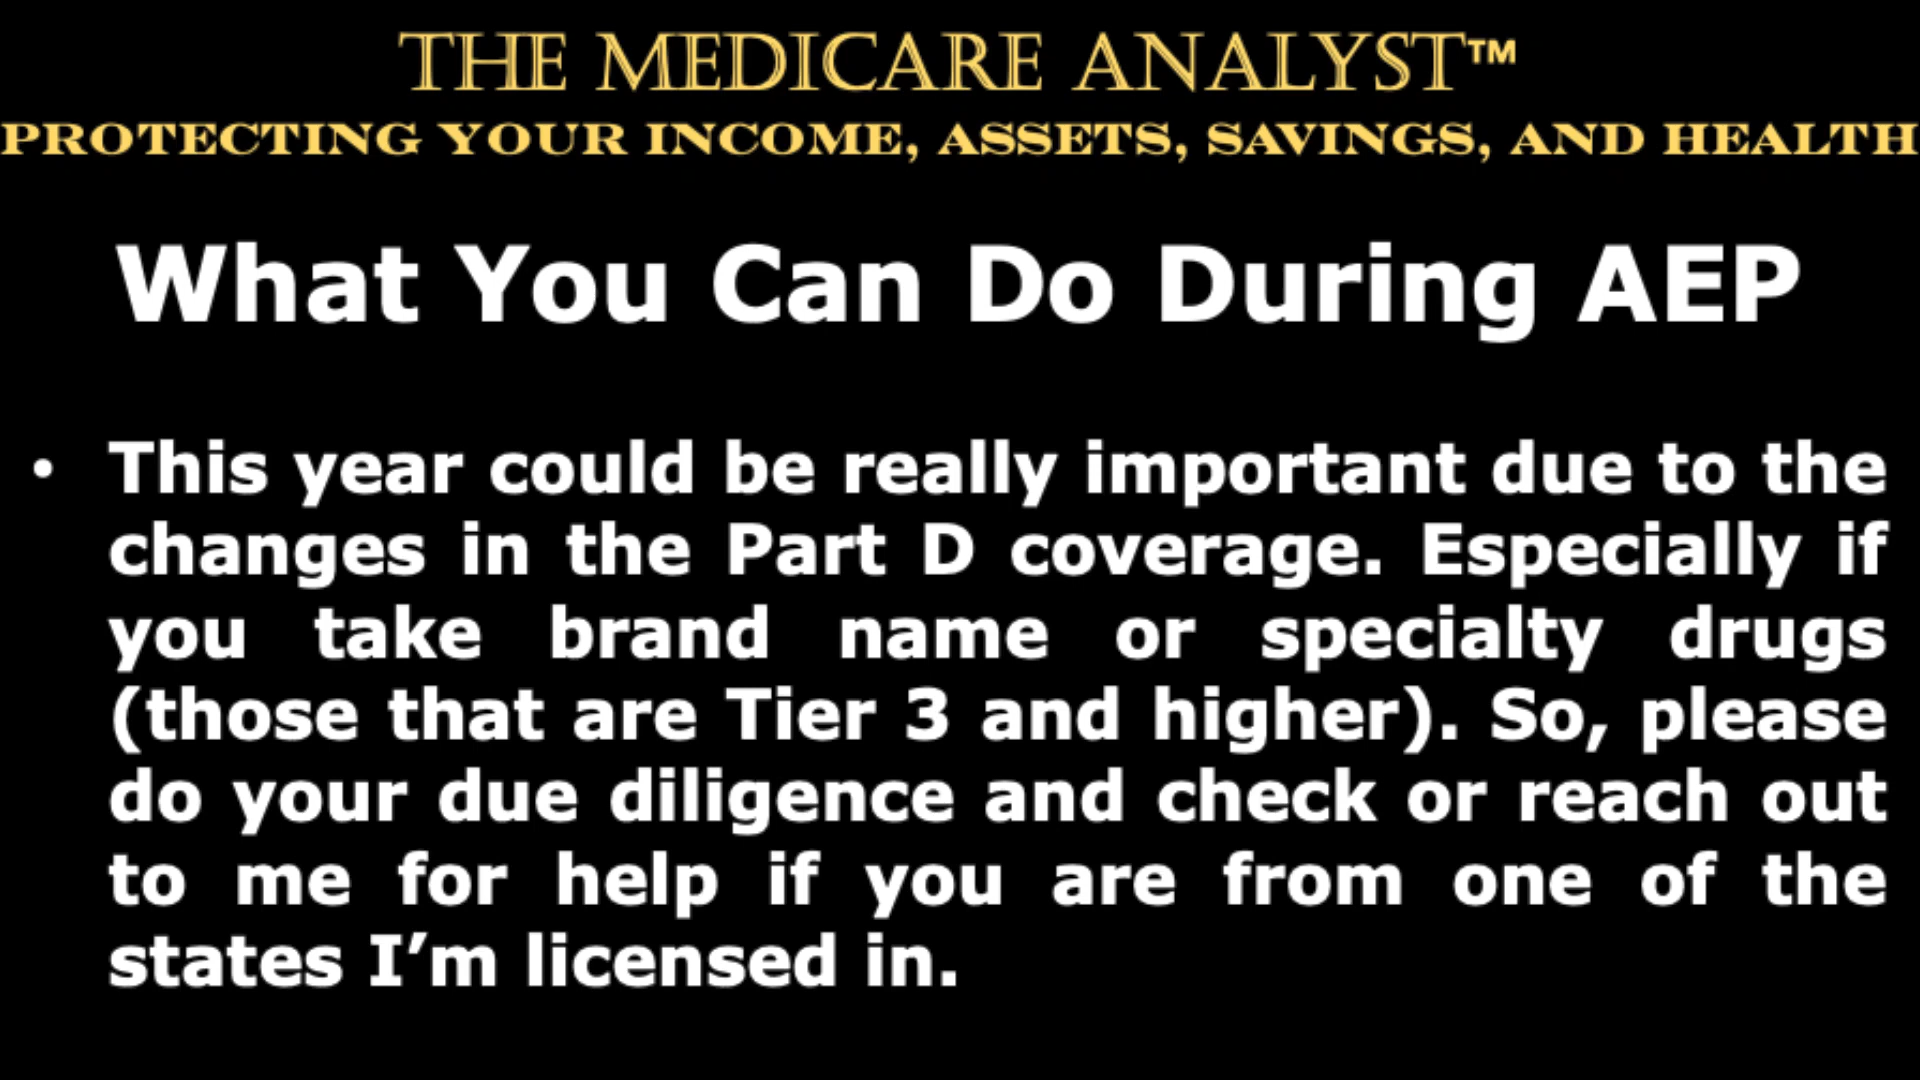 THE MEDICARE ANALYST™
PROTECTING YOUR INCOME, ASSETS, SAVINGS, AND HEALTH
What You Can Do During AEP
• This year could be really important due to the
changes in the Part D coverage. Especially if
you take brand name or specialty drugs
(those that are Tier 3 and higher). So, please
do your due diligence and check or reach out
to me for help if you are from one of the
states I’m licensed in.